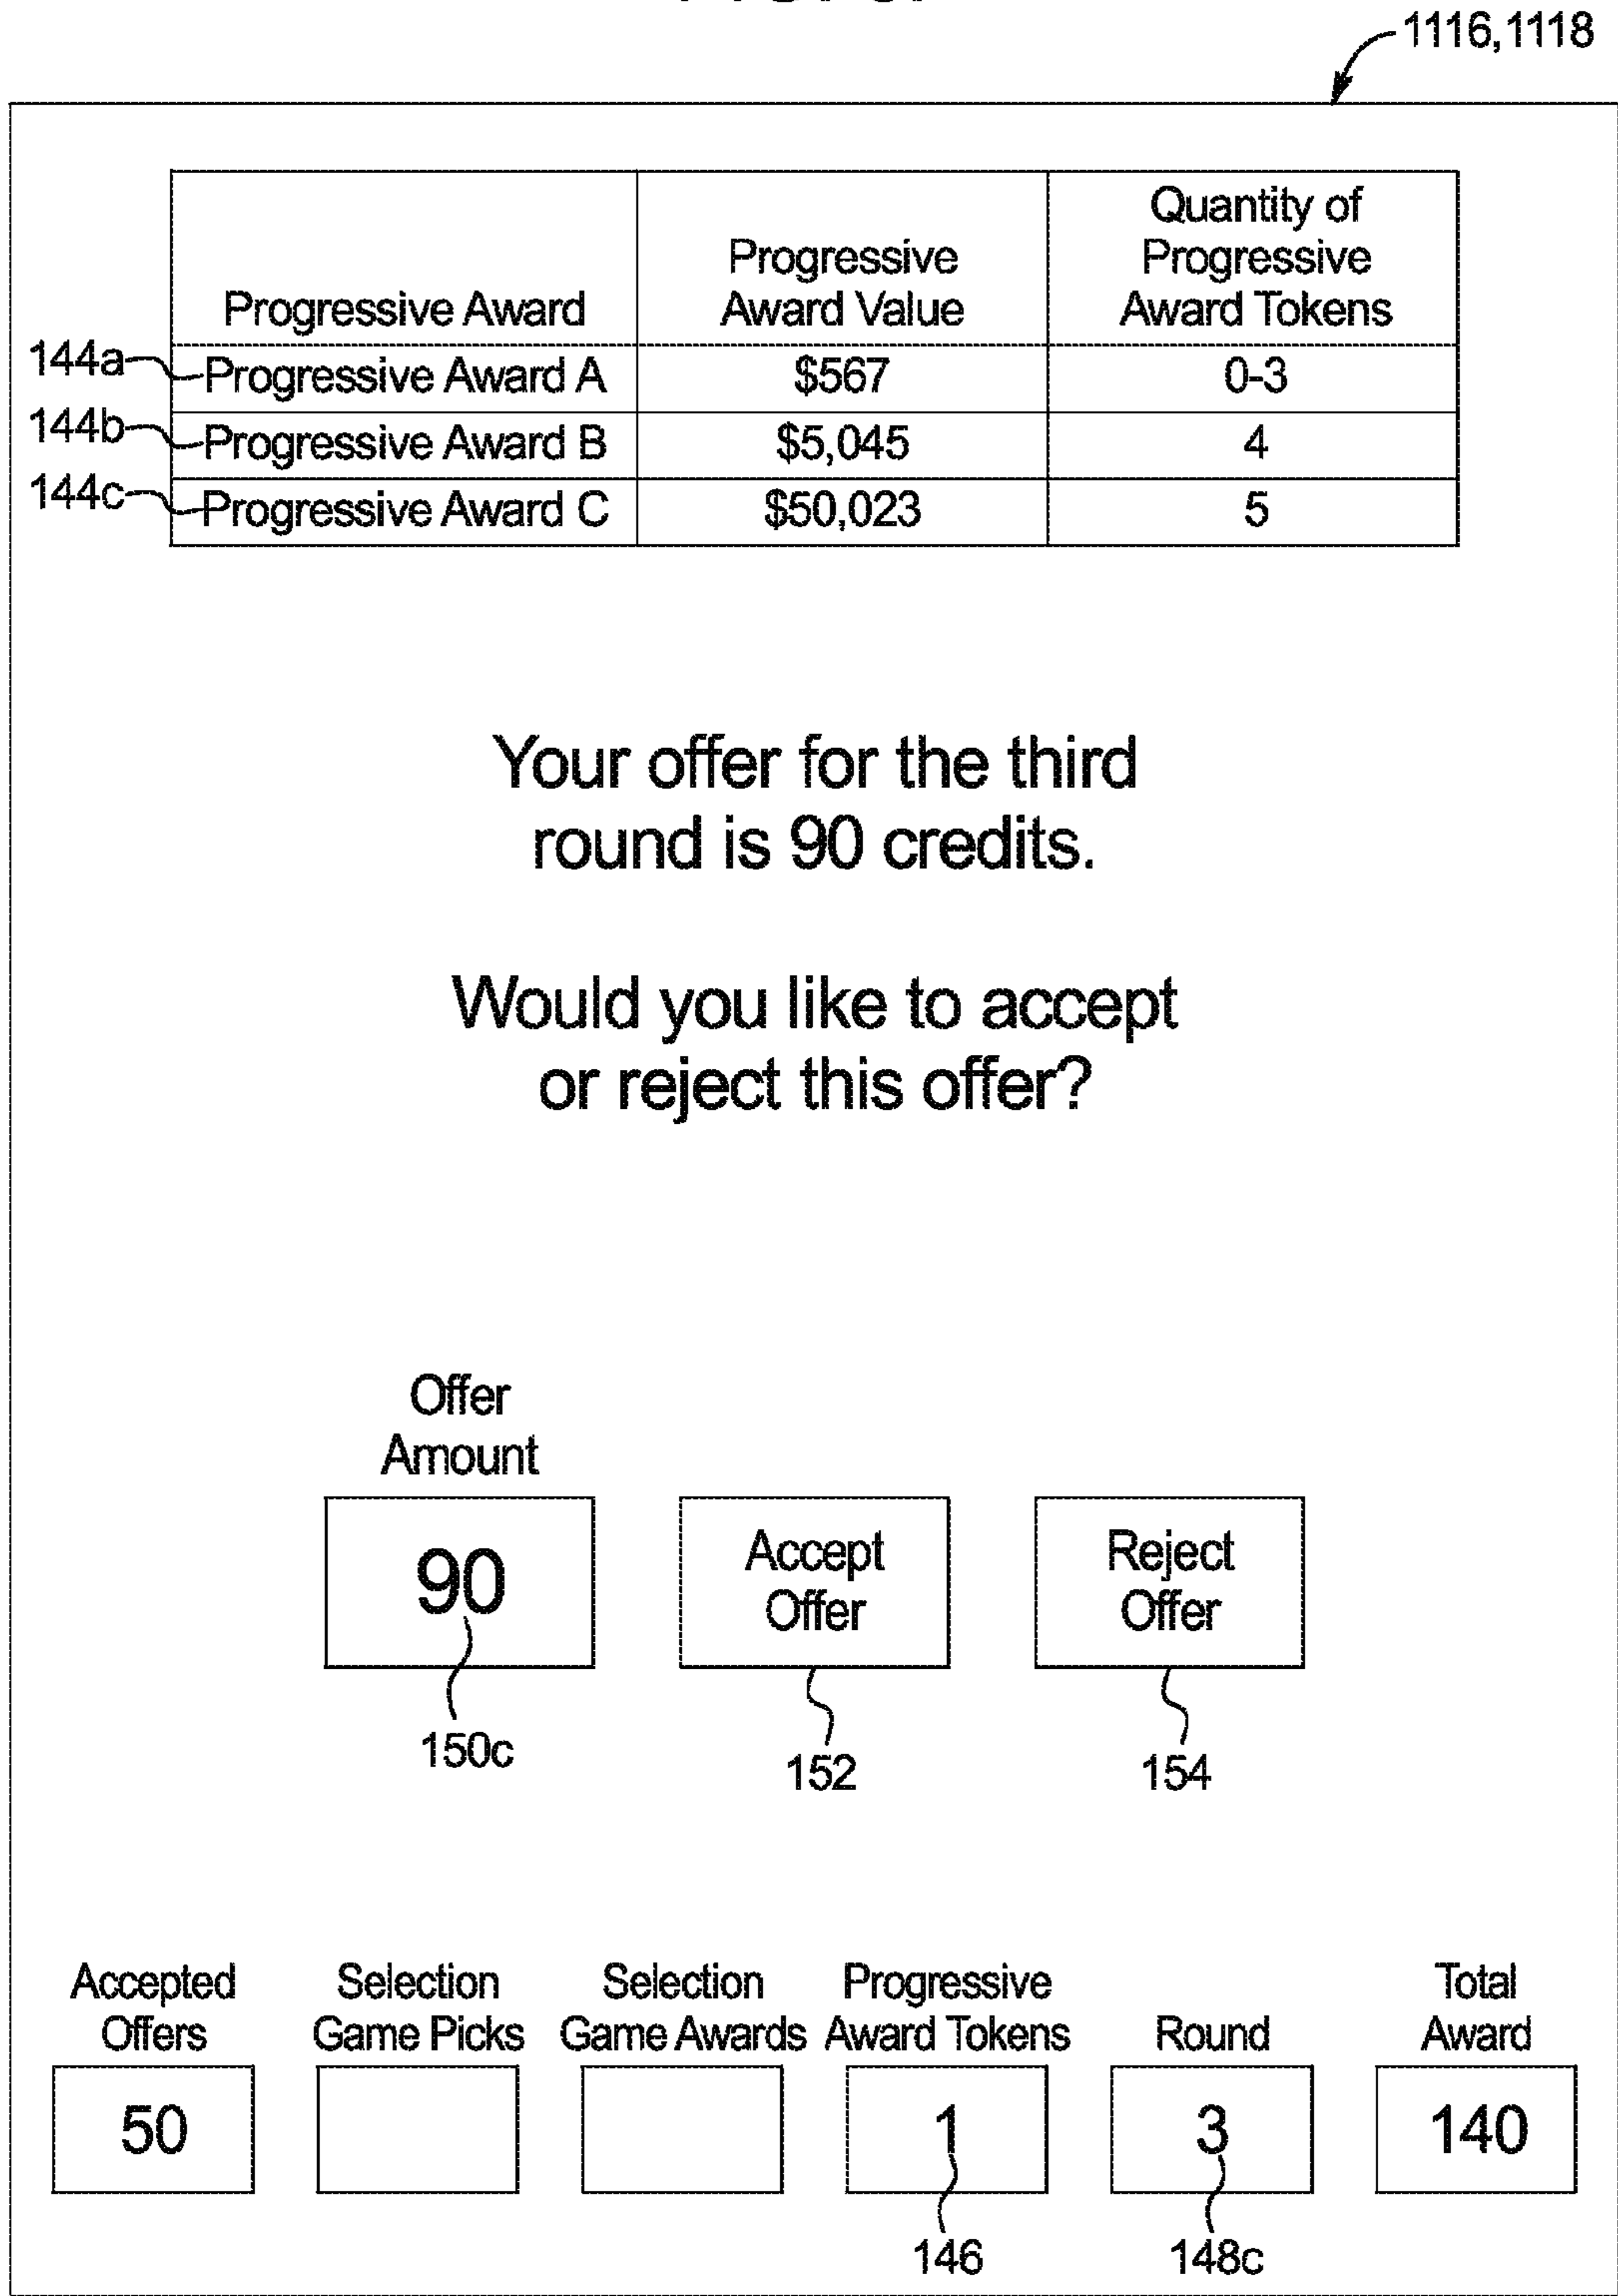 1116, 1118
Progressive Award
Progressive
Award Value
Quantity of
Progressive
Award Tokens
144a
Progressive Award A $567 0-3
144b
Progressive Award B $5,045 4
144c
Progressive Award C $50,023 5
Your offer for the third
round is 90 credits.
Would you like to accept
or reject this offer?
Offer
Amount
90
Accept
Offer
Reject
Offer
150c
152
154
Accepted
Offers
Selection
Game Picks
Selection
Game Awards
Progressive
Award Tokens
Round
Total
Award
50
1
3
140
146
148c